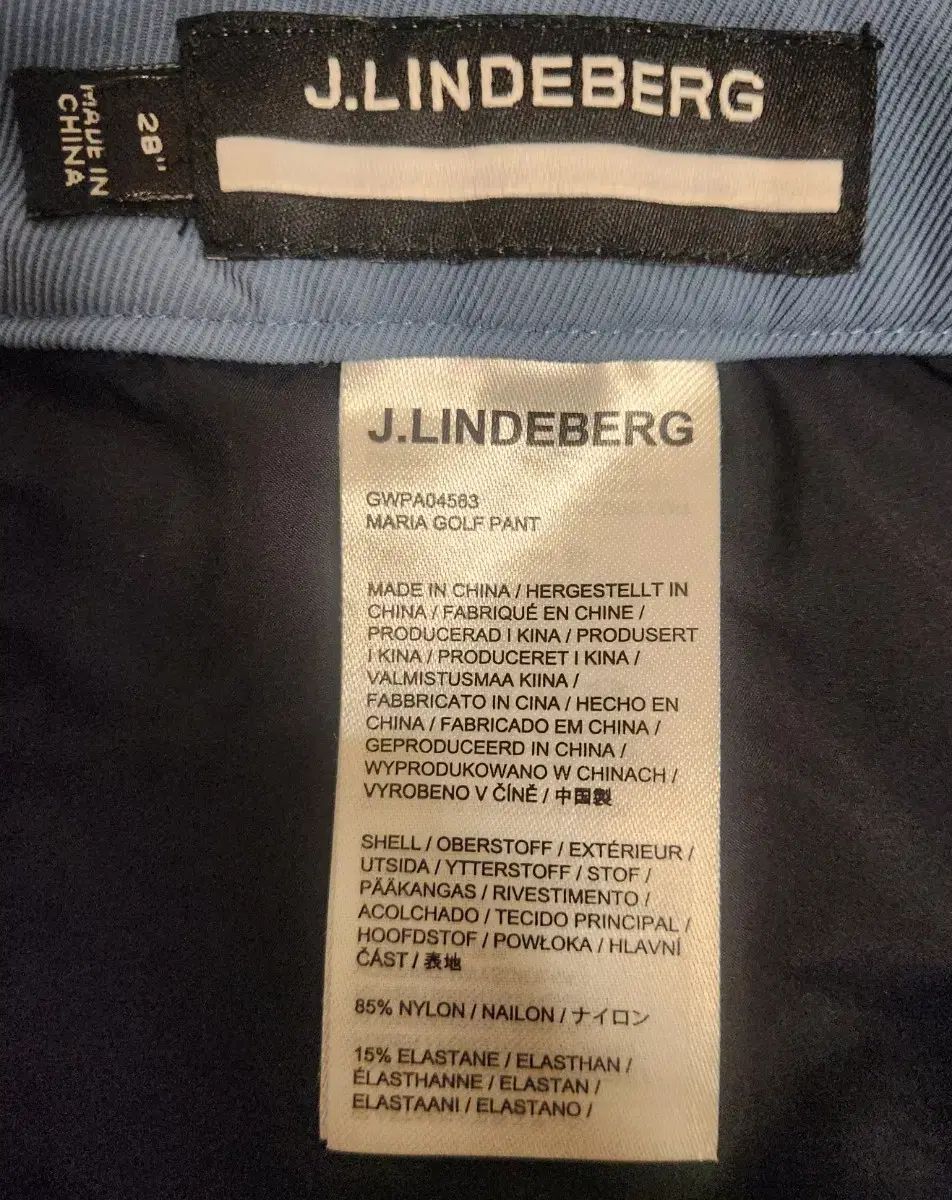 J.LINDEBERG
28"
MADE IN
CHINA
J.LINDEBERG
GWPA04563
MARIA GOLF PANT
MADE IN CHINA / HERGESTELLT IN
CHINA / FABRIQUÉ EN CHINE /
PRODUCERAD I KINA / PRODUSERT
I KINA / PRODUCERET I KINA /
VALMISTUSMAA KIINA /
FABBRICATO IN CINA / HECHO EN
CHINA / FABRICADO EM CHINA /
GEPRODUCEERD IN CHINA /
WYPRODUKOWANO W CHINACH /
VYROBENO V ČÍNĚ / 中国製
SHELL / OBERSTOFF / EXTÉRIEUR /
UTSIDA / YTTERSTOFF / STOF /
PÄÄKANGAS / RIVESTIMENTO /
ACOLCHADO / TECIDO PRINCIPAL /
HOOFDSTOF / POWŁOKA / HLAVNÍ
ČÁST / 表地
85% NYLON / NAILON / ナイロン
15% ELASTANE / ELASTHAN /
ÉLASTHANNE / ELASTAN /
ELASTAANI / ELASTANO /